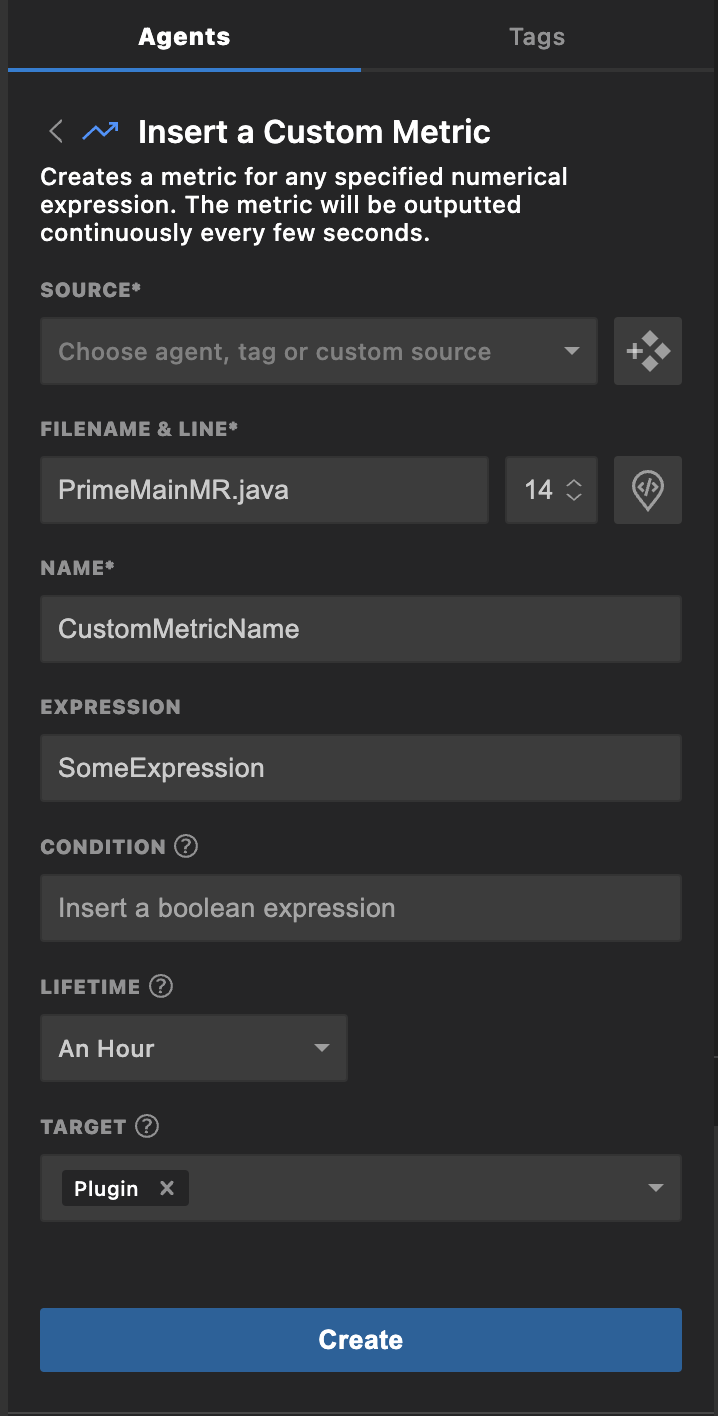 Agents
Tags
Insert a Custom Metric
Creates a metric for any specified numerical
expression. The metric will be outputted
continuously every few seconds.
SOURCE*
Choose agent, tag or custom source
FILENAME & LINE*
PrimeMainMR.java
14
NAME*
CustomMetricName
EXPRESSION
SomeExpression
CONDITION ?
Insert a boolean expression
LIFETIME ?
An Hour
TARGET ?
Plugin ×
Create